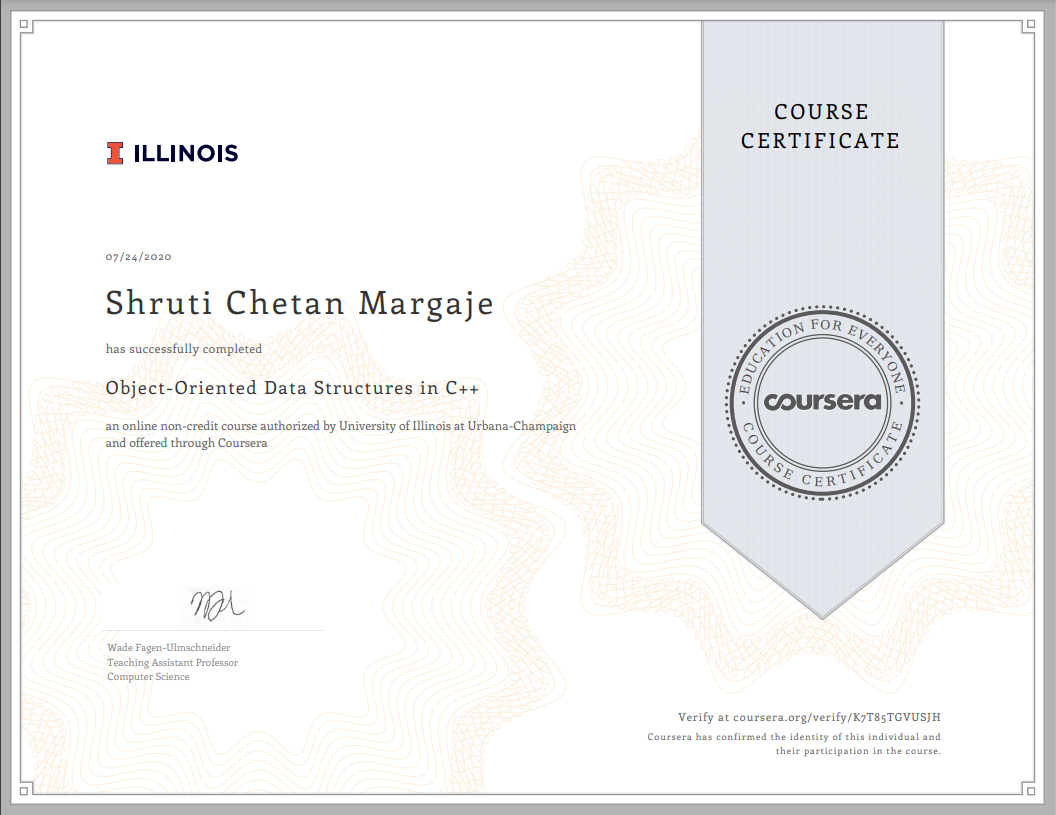 COURSE
CERTIFICATE
ILLINOIS
07/24/2020
Shruti Chetan Margaje
has successfully completed
Object-Oriented Data Structures in C++
an online non-credit course authorized by University of Illinois at Urbana-Champaign
and offered through Coursera
EDUCATION FOR EVERYONE
coursera
COURSE CERTIFICATE
Wade Fagen-Ulmschneider
Teaching Assistant Professor
Computer Science
Verify at coursera.org/verify/K7T85TGVUSJH
Coursera has confirmed the identity of this individual and
their participation in the course.